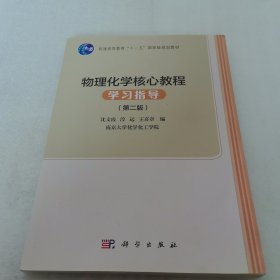 普通高等教育“十一五”国家级规划教材
物理化学核心教程
学习指导
(第二版)
沈文霞 淳 远 王喜章 编
南京大学化学化工学院
科学出版社